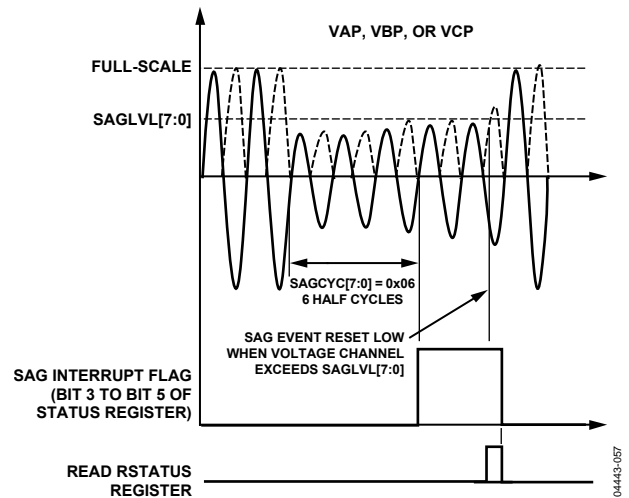 VAP, VBP, OR VCP
FULL-SCALE
SAGLVL[7:0]
SAGCYC[7:0] = 0x06
6 HALF CYCLES
SAG EVENT RESET LOW
WHEN VOLTAGE CHANNEL
EXCEEDS SAGLVL[7:0]
SAG INTERRUPT FLAG
(BIT 3 TO BIT 5 OF
STATUS REGISTER)
READ RSTATUS
REGISTER
04443-057